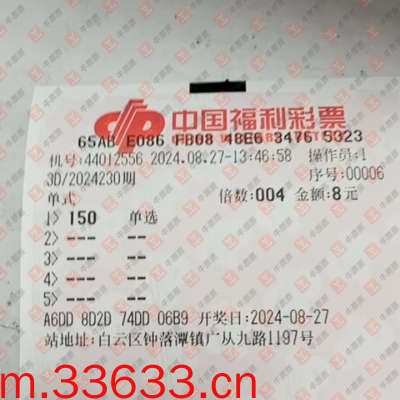 中国福利彩票
65AB E086 FB08 48E6 3476 5323
机号:44012556 2024.08.27-13:46:58 操作员:1
3D/2024230期 序号:00006
单式 倍数:004 金额:8元
1> 150 单选
2> --- --
3> --- --
4> --- --
5> --- --
A6DD 8D2D 74DD 06B9 开奖日:2024-08-27
站地址:白云区钟落潭镇广从九路1197号
m.33633.cn